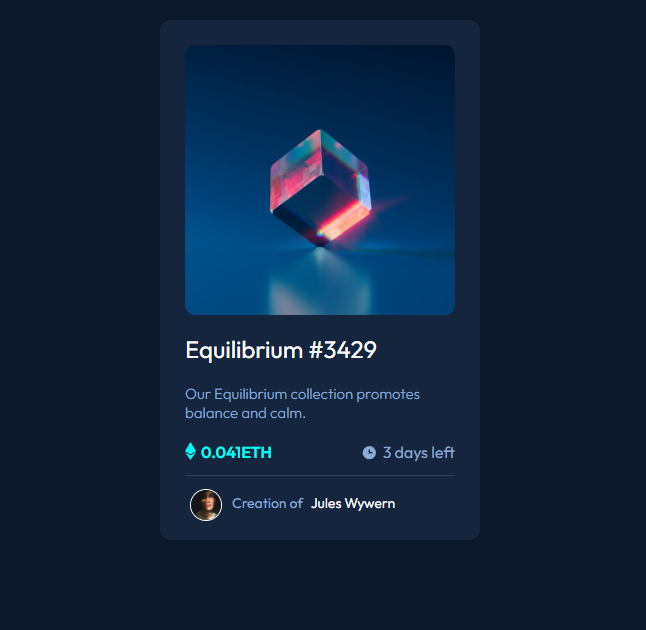 Equilibrium #3429
Our Equilibrium collection promotes
balance and calm.
0.041ETH 3 days left
Creation of Jules Wywern